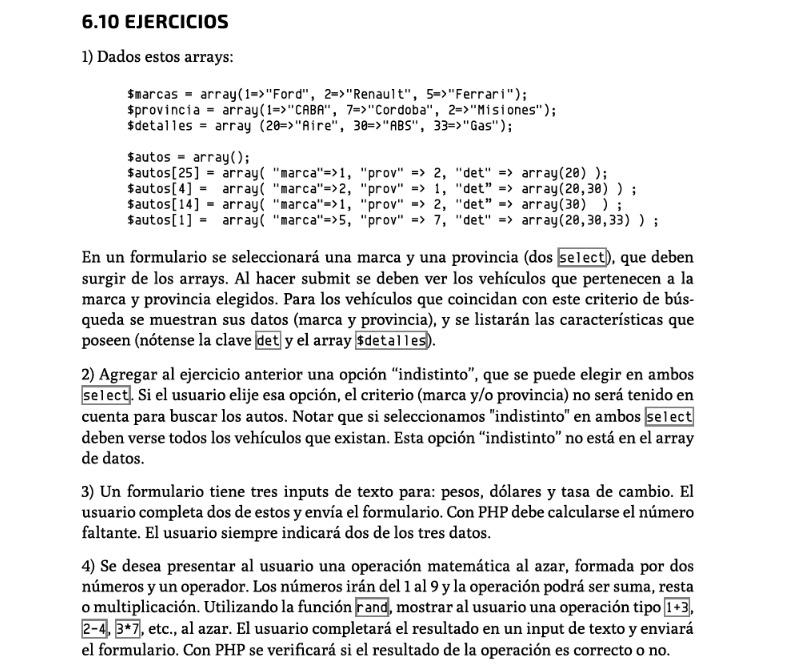 6.10 EJERCICIOS
1) Dados estos arrays:
$marcas = array(1=>"Ford", 2=>"Renault", 5=>"Ferrari");
$provincia = array(1=>"CABA", 7=>"Cordoba", 2=>"Misiones");
$detalles = array (20=>"Aire", 30=>"ABS", 33=>"Gas");
$autos = array();
$autos[25] = array( "marca"=>1, "prov" => 2, "det" => array(20) );
$autos[4] =  array( "marca"=>2, "prov" => 1, "det” => array(20,30) ) ;
$autos[14] = array( "marca"=>1, "prov" => 2, "det” => array(30)  ) ;
$autos[1] =  array( "marca"=>5, "prov" => 7, "det" => array(20,30,33) ) ;
En un formulario se seleccionará una marca y una provincia (dos select), que deben
surgir de los arrays. Al hacer submit se deben ver los vehículos que pertenecen a la
marca y provincia elegidos. Para los vehículos que coincidan con este criterio de bús-
queda se muestran sus datos (marca y provincia), y se listarán las características que
poseen (nótense la clave det y el array $detalles).
2) Agregar al ejercicio anterior una opción “indistinto”, que se puede elegir en ambos
select. Si el usuario elije esa opción, el criterio (marca y/o provincia) no será tenido en
cuenta para buscar los autos. Notar que si seleccionamos "indistinto" en ambos select
deben verse todos los vehículos que existan. Esta opción “indistinto” no está en el array
de datos.
3) Un formulario tiene tres inputs de texto para: pesos, dólares y tasa de cambio. El
usuario completa dos de estos y envía el formulario. Con PHP debe calcularse el número
faltante. El usuario siempre indicará dos de los tres datos.
4) Se desea presentar al usuario una operación matemática al azar, formada por dos
números y un operador. Los números irán del 1 al 9 y la operación podrá ser suma, resta
o multiplicación. Utilizando la función rand, mostrar al usuario una operación tipo 1+3,
2-4, 3*7, etc., al azar. El usuario completará el resultado en un input de texto y enviará
el formulario. Con PHP se verificará si el resultado de la operación es correcto o no.